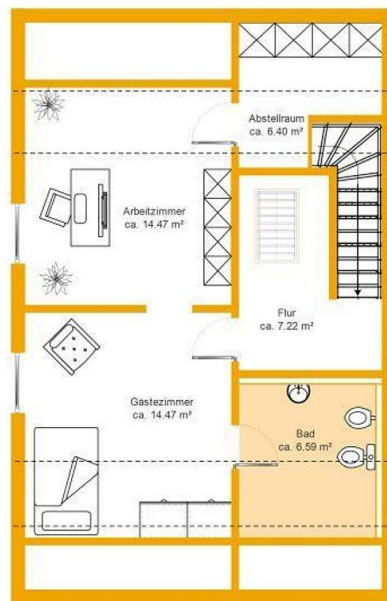 Abstellraum
ca. 6.40 m²
Arbeitzimmer
ca. 14.47 m²
Flur
ca. 7.22 m²
Gästezimmer
ca. 14.47 m²
Bad
ca. 6.59 m²